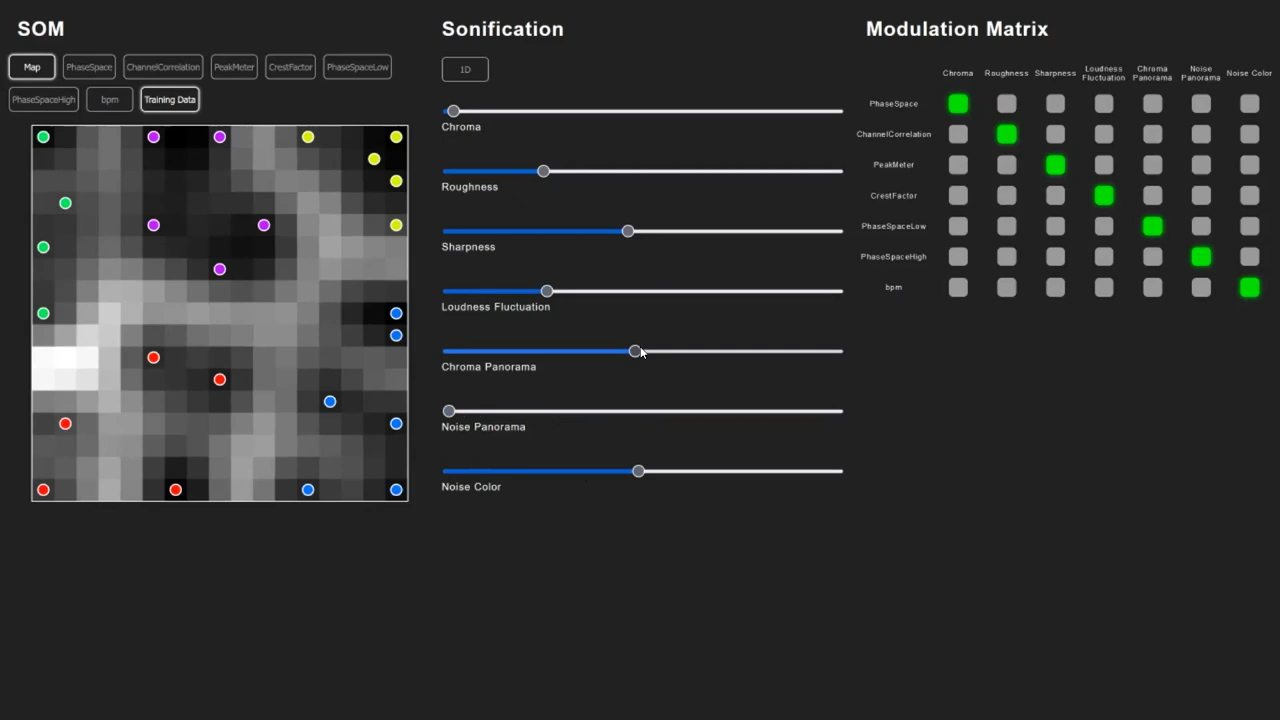 SOM
Map PhaseSpace ChannelCorrelation PeakMeter CrestFactor PhaseSpaceLow
PhaseSpaceHigh bpm Training Data
Sonification
1D
Chroma
Roughness
Sharpness
Loudness Fluctuation
Chroma Panorama
Noise Panorama
Noise Color
Modulation Matrix
Chroma Roughness Sharpness Loudness Fluctuation Chroma Panorama Noise Panorama Noise Color
PhaseSpace
ChannelCorrelation
PeakMeter
CrestFactor
PhaseSpaceLow
PhaseSpaceHigh
bpm